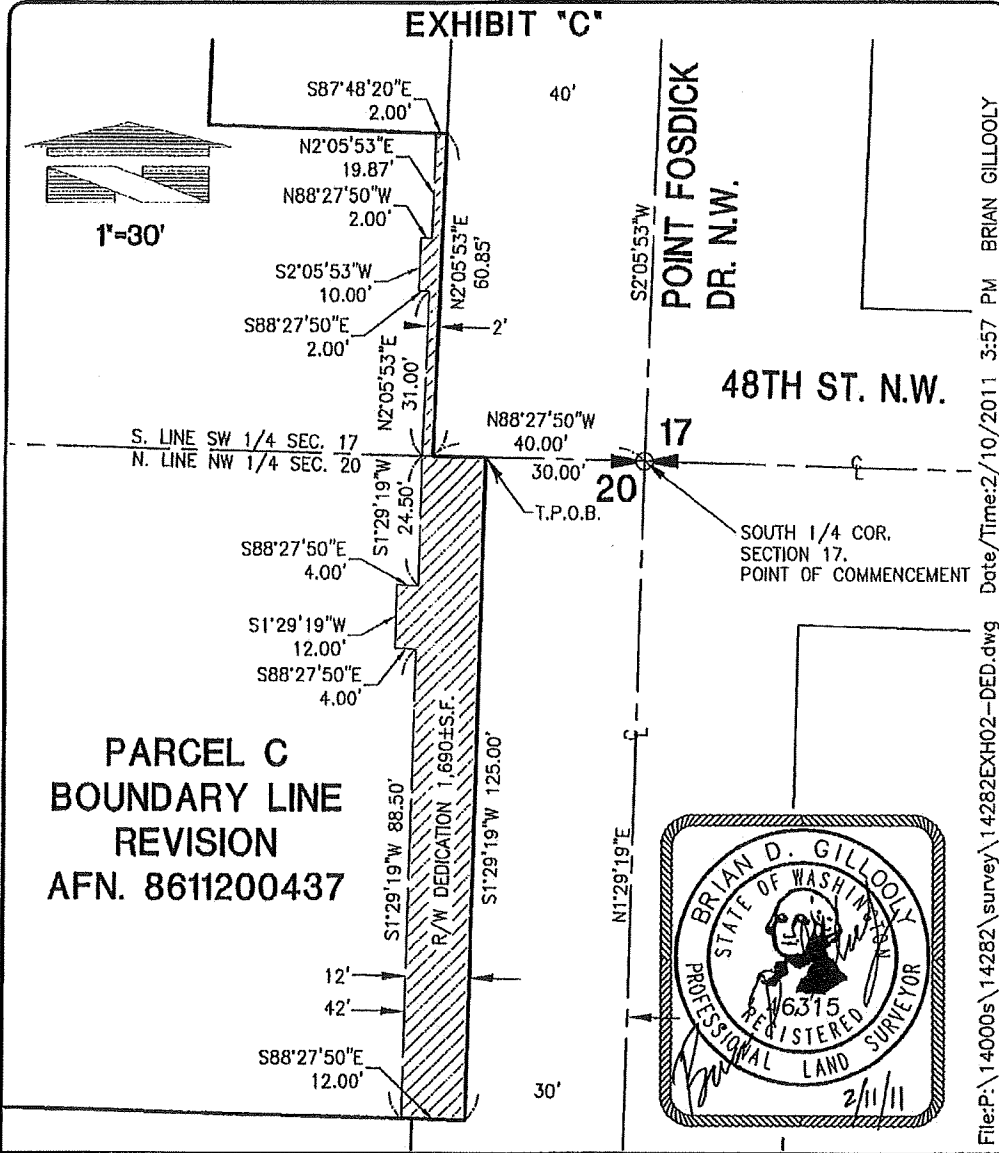 EXHIBIT "C"
S87°48'20"E
2.00'
40'
N2°05'53"E
19.87'
N88°27'50"W
2.00'
1"=30'
S2°05'53"W
10.00'
N2°05'53"E
60.85'
S88°27'50"E
2.00'
2'
N2°05'53"E
31.00'
S2°05'53"W
POINT FOSDICK
DR. N.W.
48TH ST. N.W.
S. LINE SW 1/4 SEC. 17
N. LINE NW 1/4 SEC. 20
N88°27'50"W
40.00'
30.00'
17
20
T.P.O.B.
SOUTH 1/4 COR.
SECTION 17.
POINT OF COMMENCEMENT
S1°29'19"W
24.50'
S88°27'50"E
4.00'
S1°29'19"W
12.00'
S88°27'50"E
4.00'
PARCEL C
BOUNDARY LINE
REVISION
AFN. 8611200437
S1°29'19"W 88.50'
R/W DEDICATION 1,690±S.F.
S1°29'19"W 125.00'
N1°29'19"E
12'
42'
S88°27'50"E
12.00'
30'
BRIAN D. GILLOOLY
STATE OF WASHINGTON
16315
REGISTERED
PROFESSIONAL LAND SURVEYOR
2/11/11
File:P:\14000s\14282\survey\14282EXH02-DED.dwg Date/Time:2/10/2011 3:57 PM BRIAN GILLOOLY